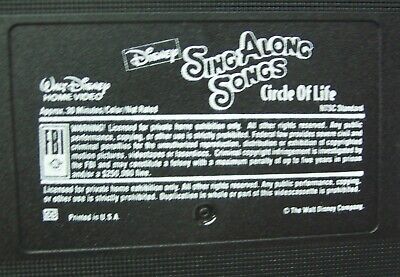 Disney
SING ALONG
SONGS
WALT DISNEY
HOME VIDEO
Circle Of Life
Approx. 30 Minutes/Color/Not Rated
NTSC Standard
FBI
WARNING: Licensed for private home exhibition only. All other rights reserved. Any public
performance, copying, or other use is strictly prohibited. Federal law provides severe civil and
criminal penalties for the unauthorized reproduction, distribution or exhibition of copyrighted
motion pictures, videotapes, or Criminal copyright infringement is investigated by
the FBI and may constitute a felony with a maximum penalty of up to five years in prison
and/or a $250,000 fine.
Licensed for private home exhibition only. All other rights reserved. Any public performance, copying,
or other use is strictly prohibited. Duplication in whole or part of this videocassette is prohibited.
Printed in U.S.A.
© The Walt Disney Company.